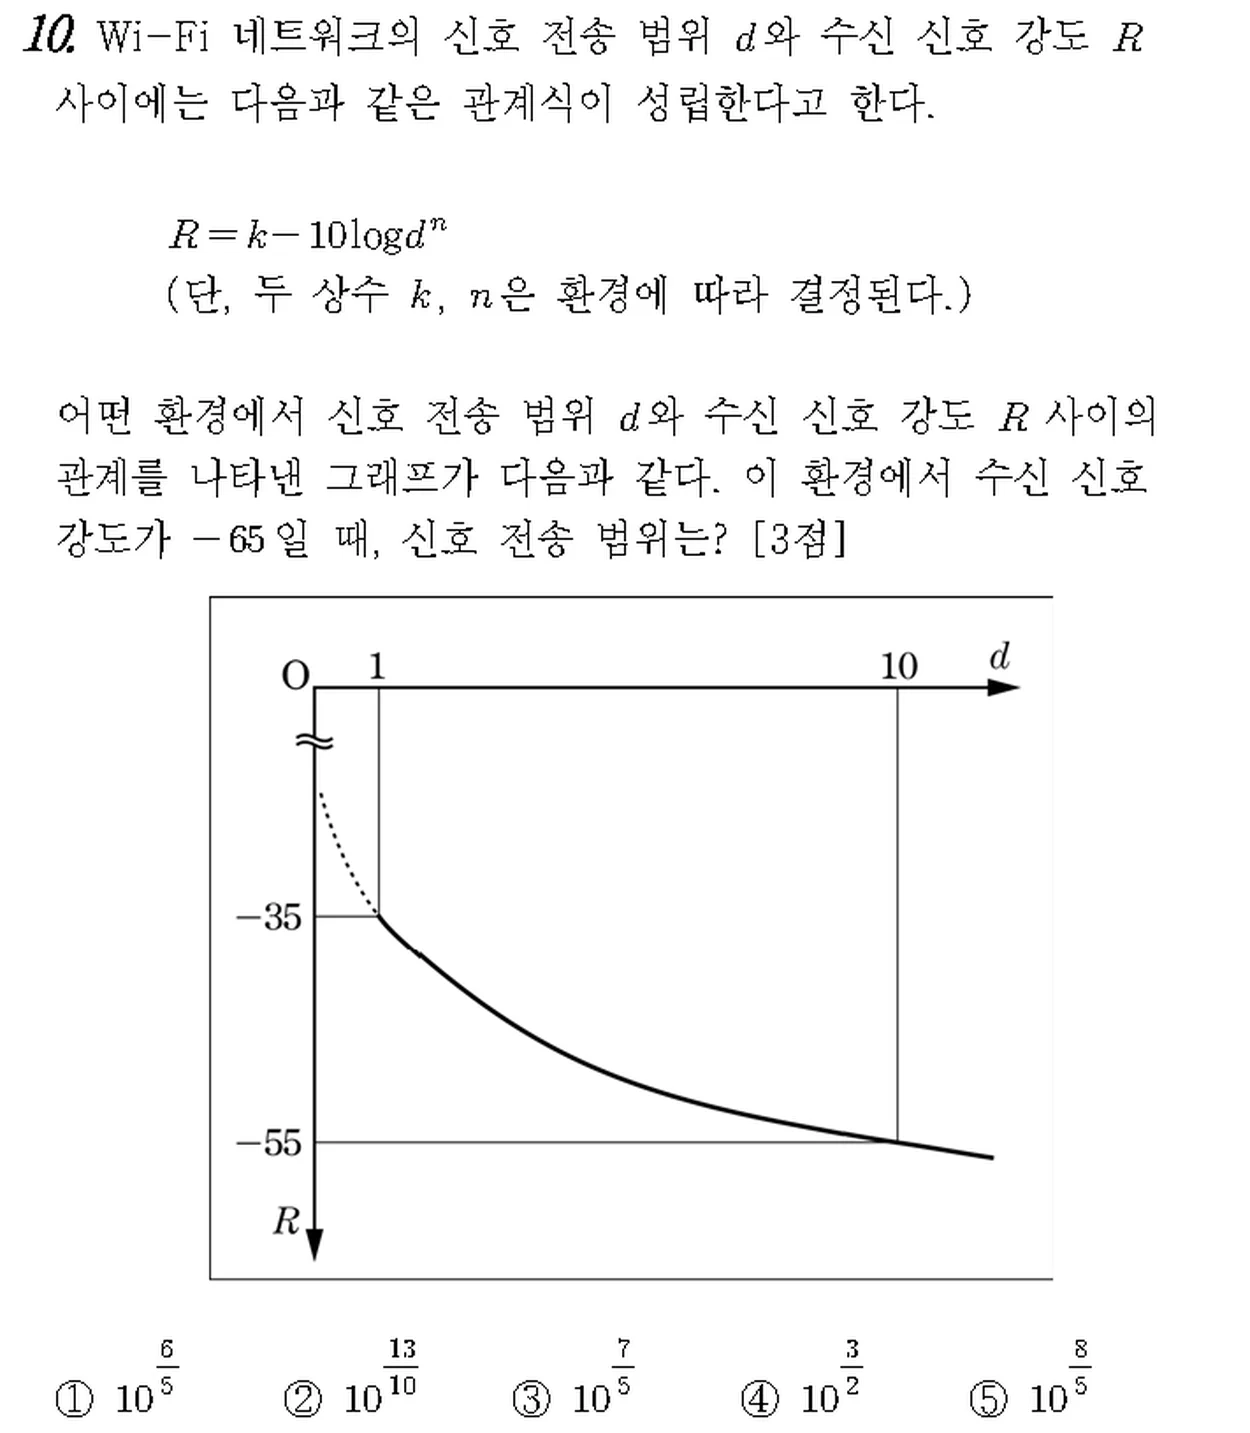 10. Wi-Fi 네트워크의 신호 전송 범위 d와 수신 신호 강도 R
사이에는 다음과 같은 관계식이 성립한다고 한다.
R=k-10logdⁿ
(단, 두 상수 k, n은 환경에 따라 결정된다.)
어떤 환경에서 신호 전송 범위 d와 수신 신호 강도 R 사이의
관계를 나타낸 그래프가 다음과 같다. 이 환경에서 수신 신호
강도가 -65일 때, 신호 전송 범위는? [3점]
O 1 10 d
-35
-55
R
① 10^(6/5) ② 10^(13/10) ③ 10^(7/5) ④ 10^(3/2) ⑤ 10^(8/5)